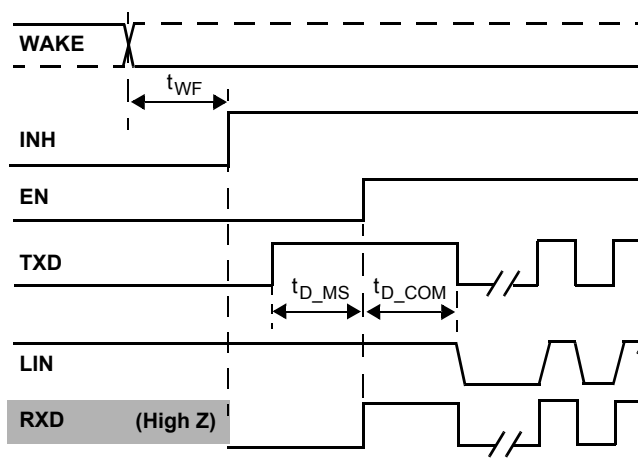 WAKE
tWF
INH
EN
TXD
tD_MS tD_COM
LIN
RXD (High Z)